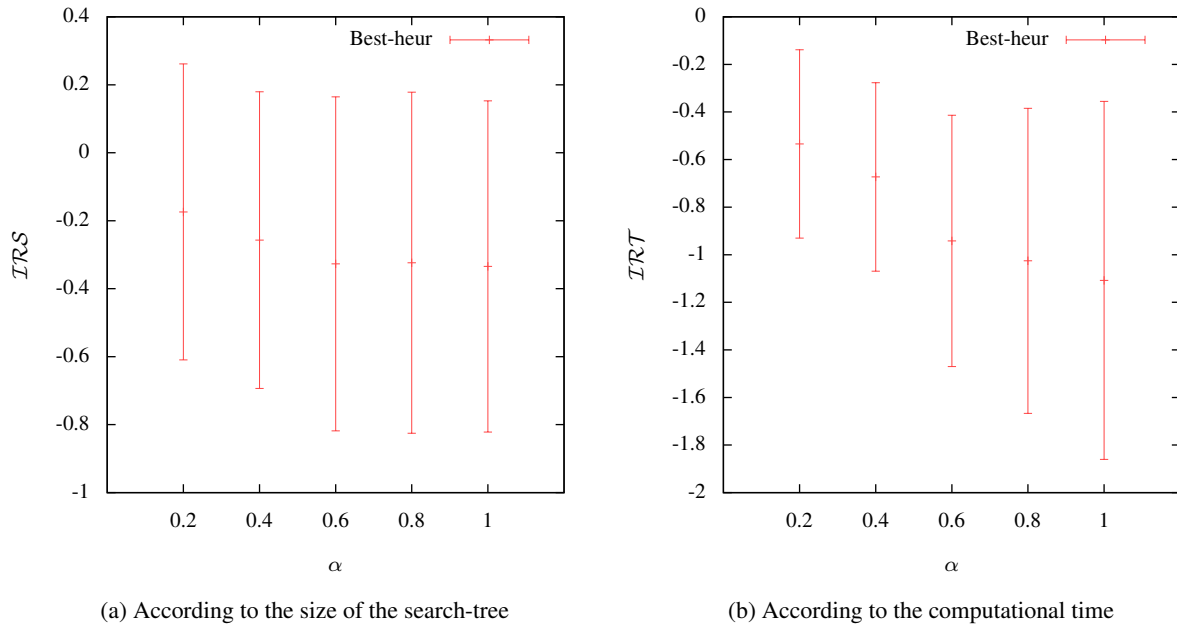 0.4
0.2
0
-0.2
-0.4
-0.6
-0.8
-1
IRS
Best-heur
0.2 0.4 0.6 0.8 1
α
(a) According to the size of the search-tree
0
-0.2
-0.4
-0.6
-0.8
-1
-1.2
-1.4
-1.6
-1.8
-2
IRT
Best-heur
0.2 0.4 0.6 0.8 1
α
(b) According to the computational time